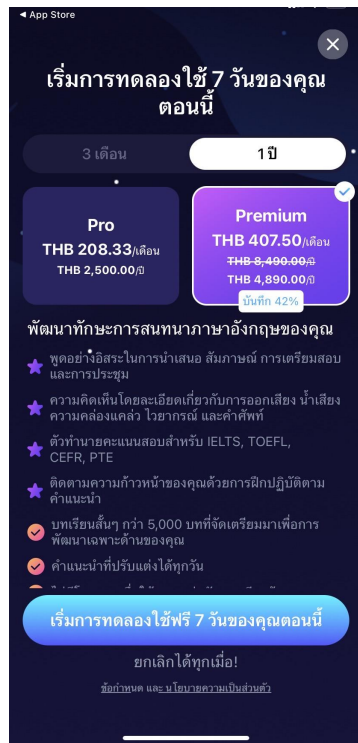 ◀ App Store
เริ่มการทดลองใช้ 7 วันของคุณ
ตอนนี้
3 เดือน
1 ปี
Pro
THB 208.33/เดือน
THB 2,500.00/ปี
Premium
THB 407.50/เดือน
THB 8,490.00/ปี
THB 4,890.00/ปี
บันทึก 42%
พัฒนาทักษะการสนทนาภาษาอังกฤษของคุณ
พูดอย่างอิสระในการนำเสนอ สัมภาษณ์ การเตรียมสอบ
และการประชุม
ความคิดเห็นโดยละเอียดเกี่ยวกับการออกเสียง น้ำเสียง
ความคล่องแคล่ว ไวยากรณ์ และคำศัพท์
ตัวทำนายคะแนนสอบสำหรับ IELTS, TOEFL,
CEFR, PTE
ติดตามความก้าวหน้าของคุณด้วยการฝึกปฏิบัติตาม
คำแนะนำ
บทเรียนสั้นๆ กว่า 5,000 บทที่จัดเตรียมมาเพื่อการ
พัฒนาเฉพาะด้านของคุณ
คำแนะนำที่ปรับแต่งได้ทุกวัน
เริ่มการทดลองใช้ฟรี 7 วันของคุณตอนนี้
ยกเลิกได้ทุกเมื่อ!
ข้อกำหนด และ นโยบายความเป็นส่วนตัว